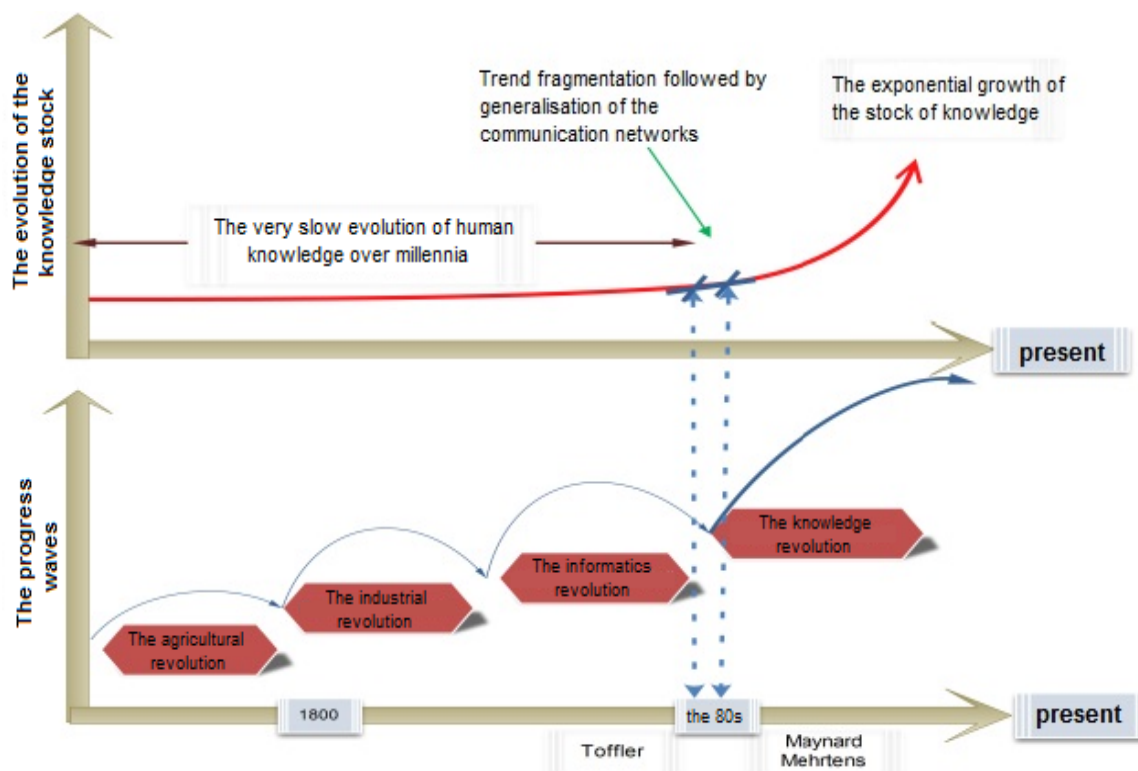 The evolution of the
knowledge stock
Trend fragmentation followed by
generalisation of the
communication networks
The exponential growth of
the stock of knowledge
The very slow evolution of human
knowledge over millennia
present
The progress
waves
The agricultural
revolution
The industrial
revolution
The informatics
revolution
The knowledge
revolution
1800
the 80s
present
Toffler
Maynard
Mehrtens